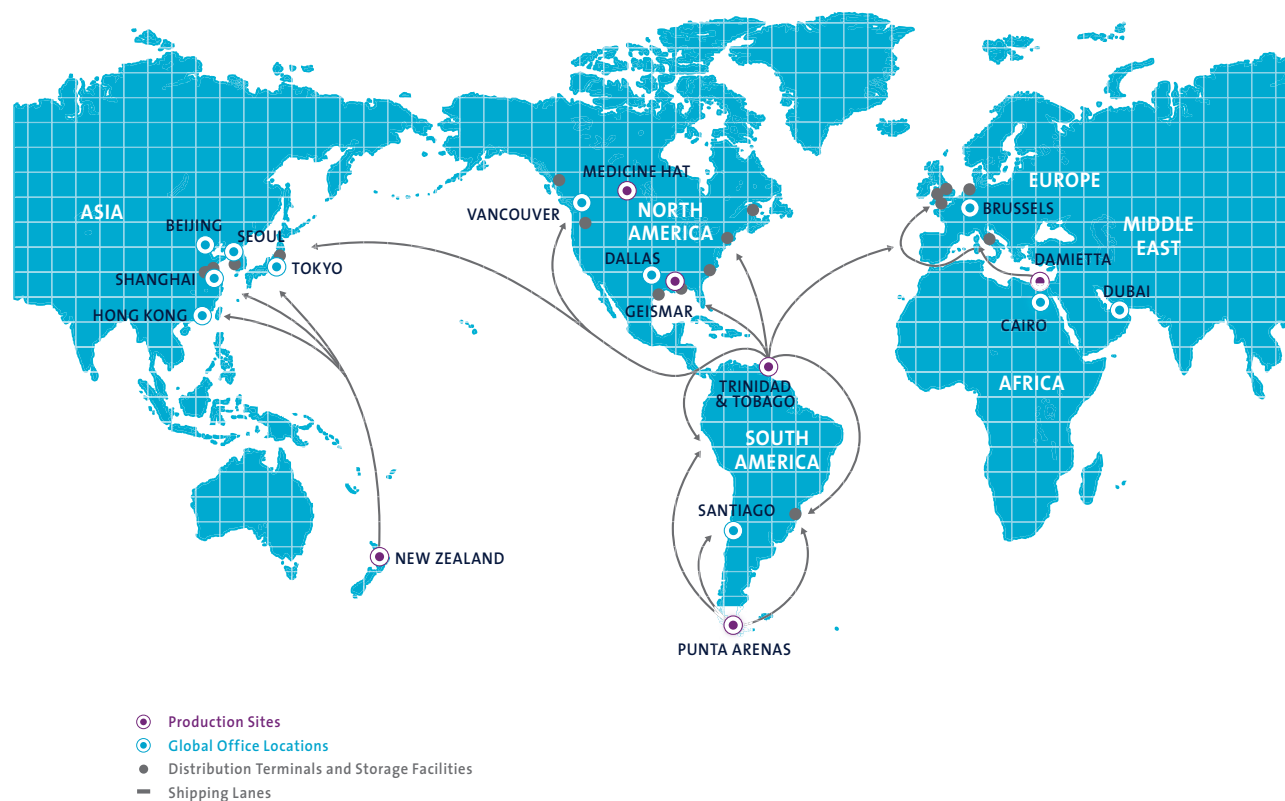 MEDICINE HAT
EUROPE
ASIA
NORTH
AMERICA
VANCOUVER
BRUSSELS
BEIJING
SEOUL
MIDDLE
EAST
DALLAS
DAMIETTA
TOKYO
SHANGHAI
DUBAI
GEISMAR
HONG KONG
CAIRO
TRINIDAD
& TOBAGO
AFRICA
SOUTH
AMERICA
SANTIAGO
NEW ZEALAND
PUNTA ARENAS
Production Sites
Global Office Locations
Distribution Terminals and Storage Facilities
Shipping Lanes